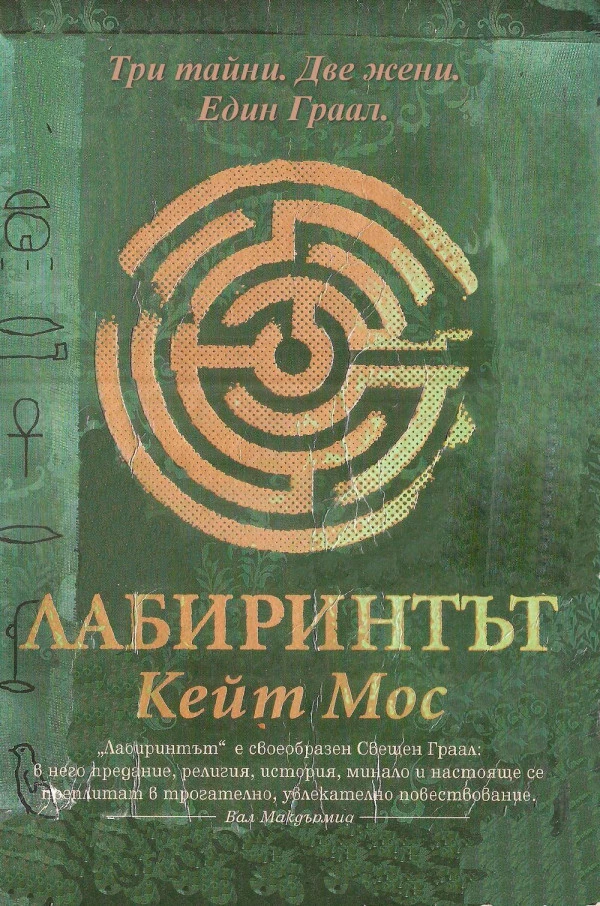 Три тайни. Две жени.
Един Граал.
ЛАБИРИНТЪТ
Кейт Мос
„Лабиринтът“ е своеобразен Свещен Граал:
в него предание, религия, история, минало и настояще се
преплитат в трогателно, увлекателно повествование.
Вал Макдърмид